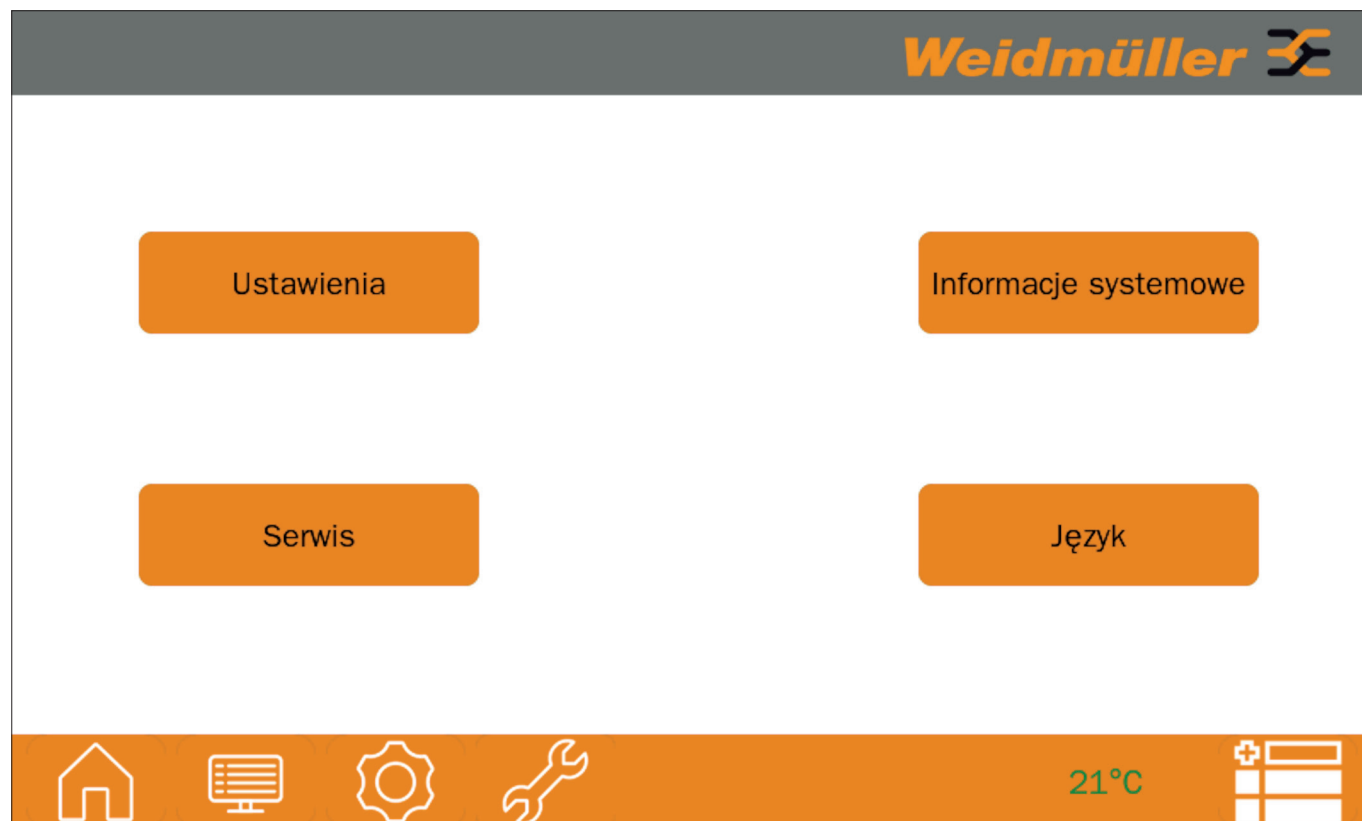 Weidmüller
Ustawienia
Informacje systemowe
Serwis
Język
21°C